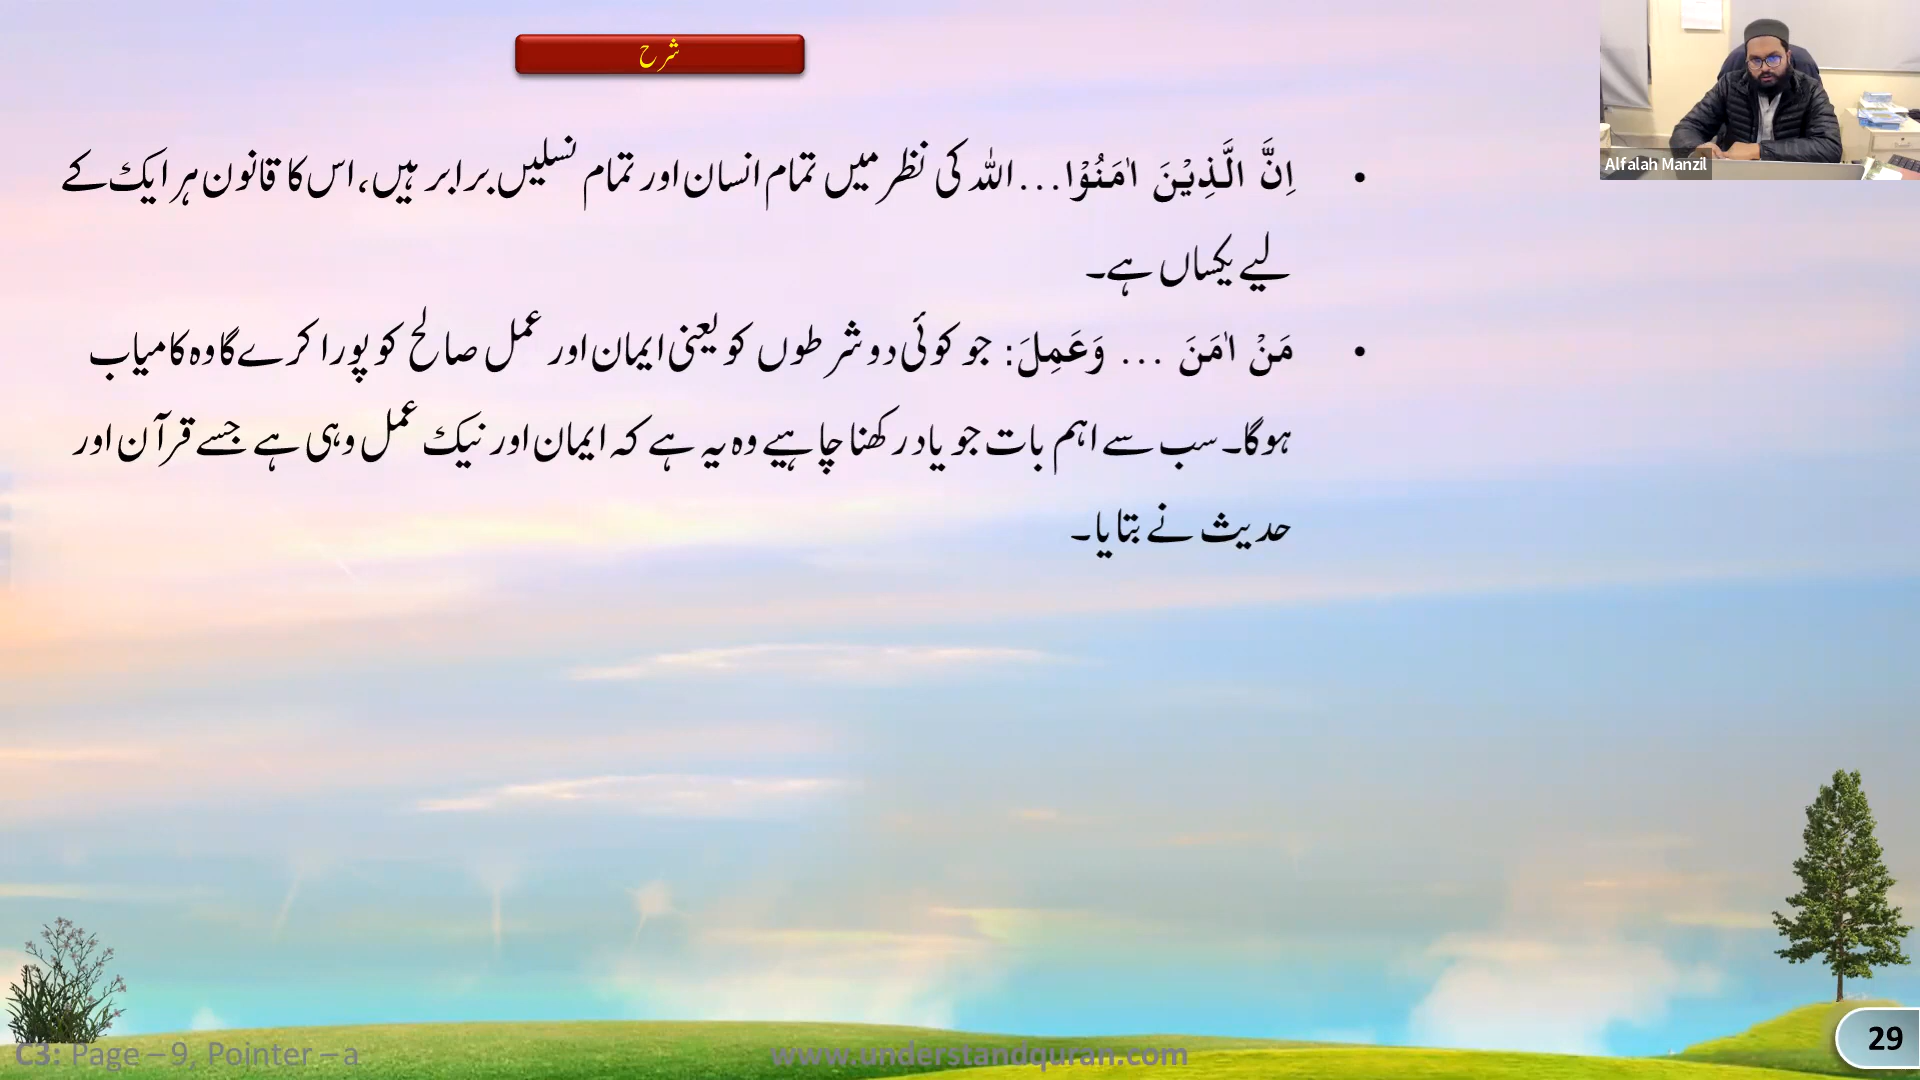 شرح
Alfalah Manzil
• اِنَّ الَّذِيْنَ اٰمَنُوْا...اللہ کی نظر میں تمام انسان اور تمام نسلیں برابر ہیں، اس کا قانون ہر ایک کے
لیے یکساں ہے۔
• مَنْ اٰمَنَ ... وَعَمِلَ: جو کوئی دو شرطوں کو یعنی ایمان اور عمل صالح کو پورا کرے گا وہ کامیاب
ہوگا۔ سب سے اہم بات جو یاد رکھنا چاہیے وہ یہ ہے کہ ایمان اور نیک عمل وہی ہے جسے قرآن اور
حدیث نے بتایا۔
C3: Page – 9, Pointer – a
www.understandquran.com
29